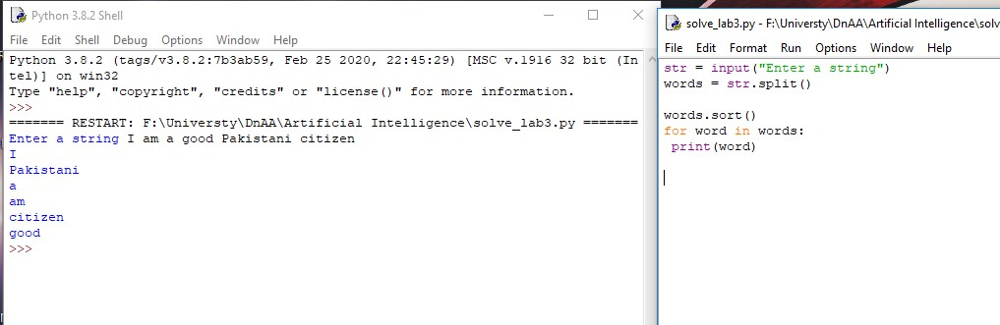 Python 3.8.2 Shell
File Edit Shell Debug Options Window Help
Python 3.8.2 (tags/v3.8.2:7b3ab59, Feb 25 2020, 22:45:29) [MSC v.1916 32 bit (In
tel)] on win32
Type "help", "copyright", "credits" or "license()" for more information.
>>>
======= RESTART: F:\Universty\DnAA\Artificial Intelligence\solve_lab3.py =======
Enter a string I am a good Pakistani citizen
I
Pakistani
a
am
citizen
good
>>>
solve_lab3.py - F:\Universty\DnAA\Artificial Intelligence\solv
File Edit Format Run Options Window Help
str = input("Enter a string")
words = str.split()
words.sort()
for word in words:
 print(word)